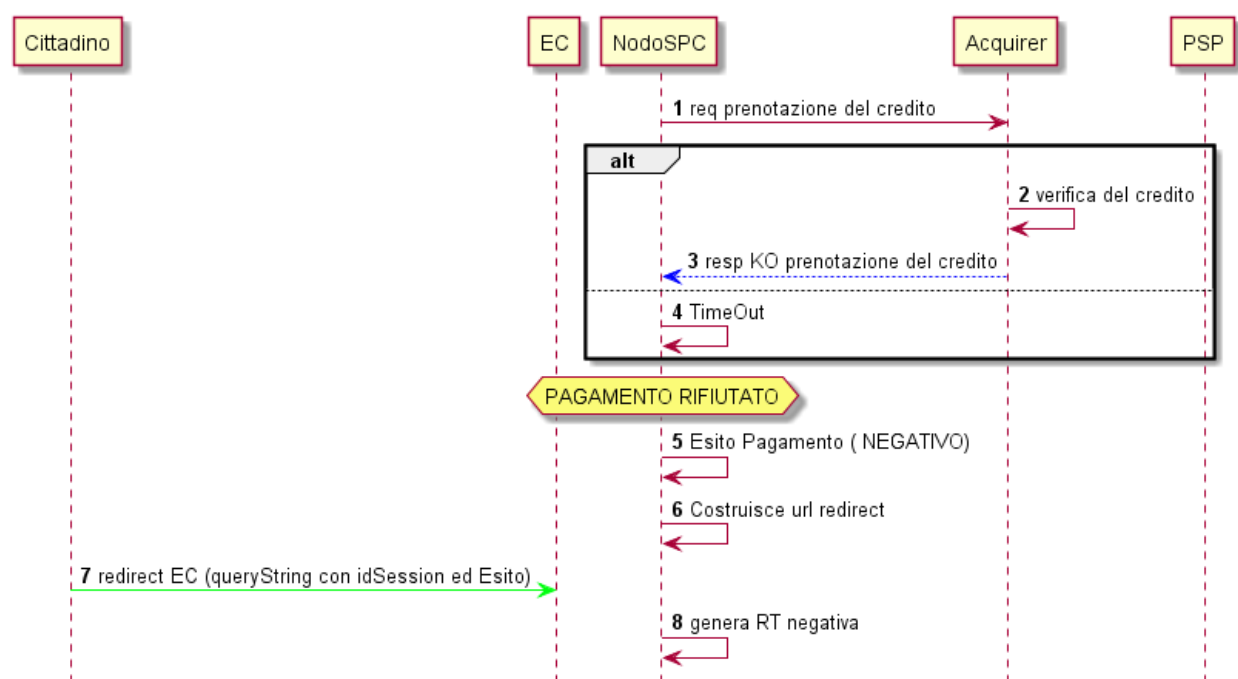 Cittadino EC NodoSPC Acquirer PSP
1 req prenotazione del credito
alt
2 verifica del credito
3 resp KO prenotazione del credito
4 TimeOut
PAGAMENTO RIFIUTATO
5 Esito Pagamento ( NEGATIVO)
6 Costruisce url redirect
7 redirect EC (queryString con idSession ed Esito)
8 genera RT negativa